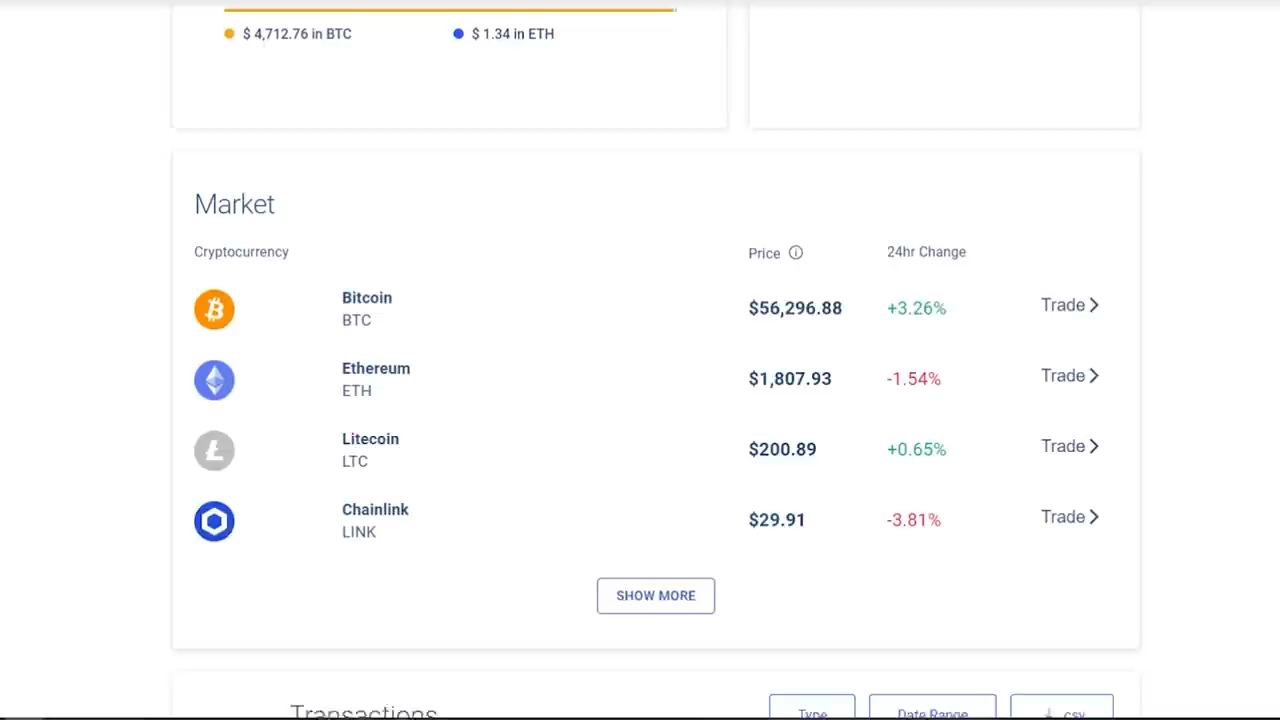 $ 4,712.76 in BTC $ 1.34 in ETH
Market
Cryptocurrency Price 24hr Change
Bitcoin
BTC
$56,296.88 +3.26% Trade
Ethereum
ETH
$1,807.93 -1.54% Trade
Litecoin
LTC
$200.89 +0.65% Trade
Chainlink
LINK
$29.91 -3.81% Trade
SHOW MORE
Transactions Type Date Range csv